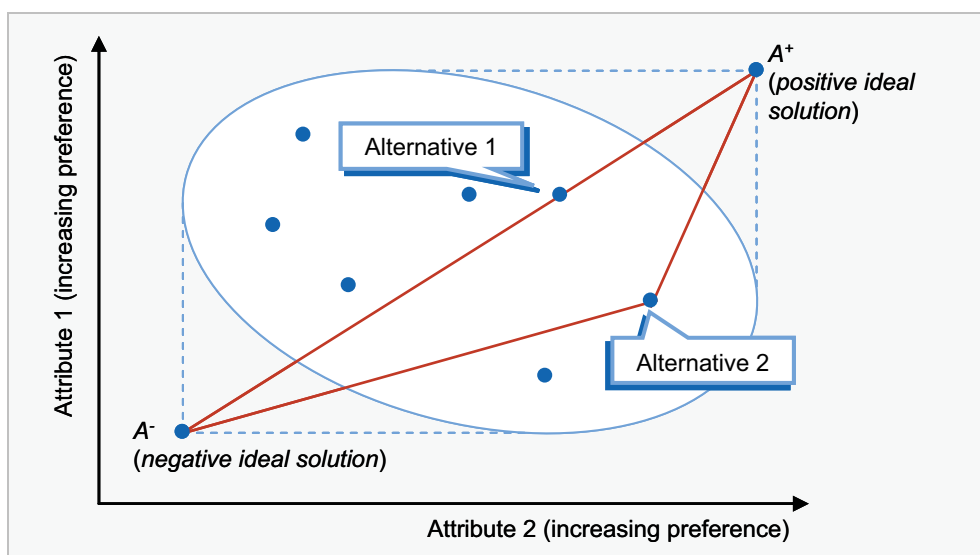 A⁺
(positive ideal
solution)
Alternative 1
Attribute 1 (increasing preference)
Alternative 2
A⁻
(negative ideal solution)
Attribute 2 (increasing preference)